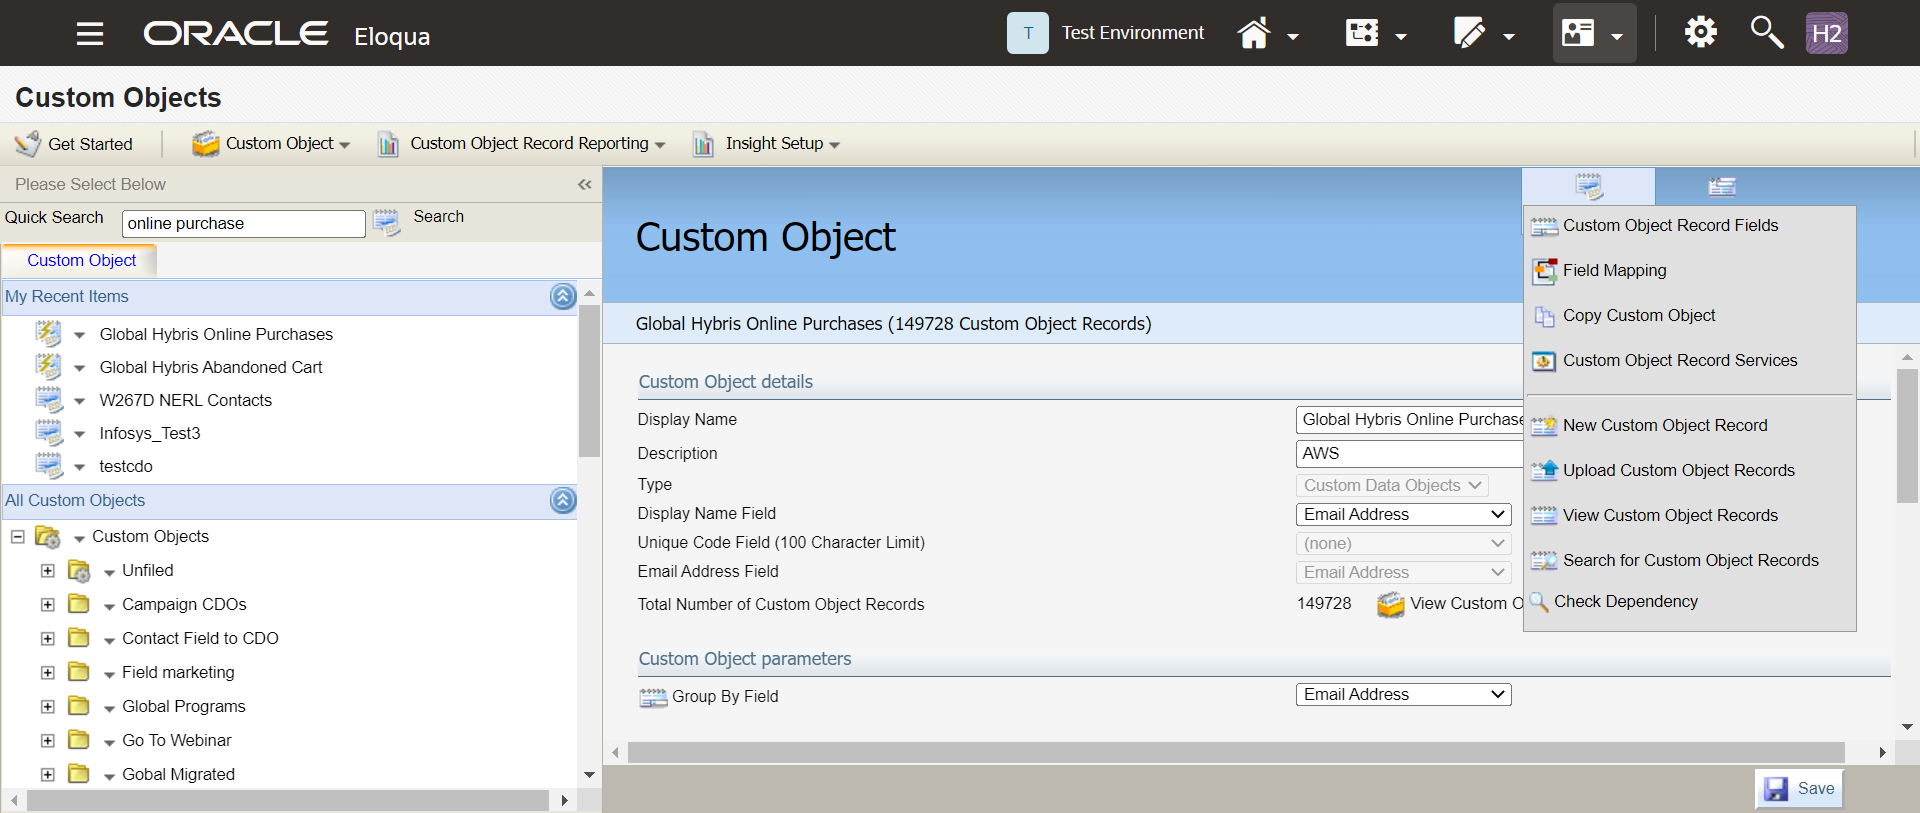 ORACLE Eloqua
T Test Environment H2
Custom Objects
Get Started Custom Object Custom Object Record Reporting Insight Setup
Please Select Below
Quick Search online purchase Search
Custom Object
My Recent Items
Global Hybris Online Purchases
Global Hybris Abandoned Cart
W267D NERL Contacts
Infosys_Test3
testcdo
All Custom Objects
Custom Objects
Unfiled
Campaign CDOs
Contact Field to CDO
Field marketing
Global Programs
Go To Webinar
Gobal Migrated
Custom Object
Global Hybris Online Purchases (149728 Custom Object Records)
Custom Object details
Display Name Global Hybris Online Purchase
Description AWS
Type Custom Data Objects
Display Name Field Email Address
Unique Code Field (100 Character Limit) (none)
Email Address Field Email Address
Total Number of Custom Object Records 149728 View Custom O
Custom Object parameters
Group By Field Email Address
Custom Object Record Fields
Field Mapping
Copy Custom Object
Custom Object Record Services
New Custom Object Record
Upload Custom Object Records
View Custom Object Records
Search for Custom Object Records
Check Dependency
Save